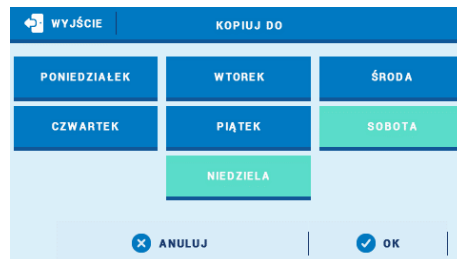 WYJŚCIE KOPIUJ DO
PONIEDZIAŁEK WTOREK ŚRODA
CZWARTEK PIĄTEK SOBOTA
NIEDZIELA
ANULUJ OK